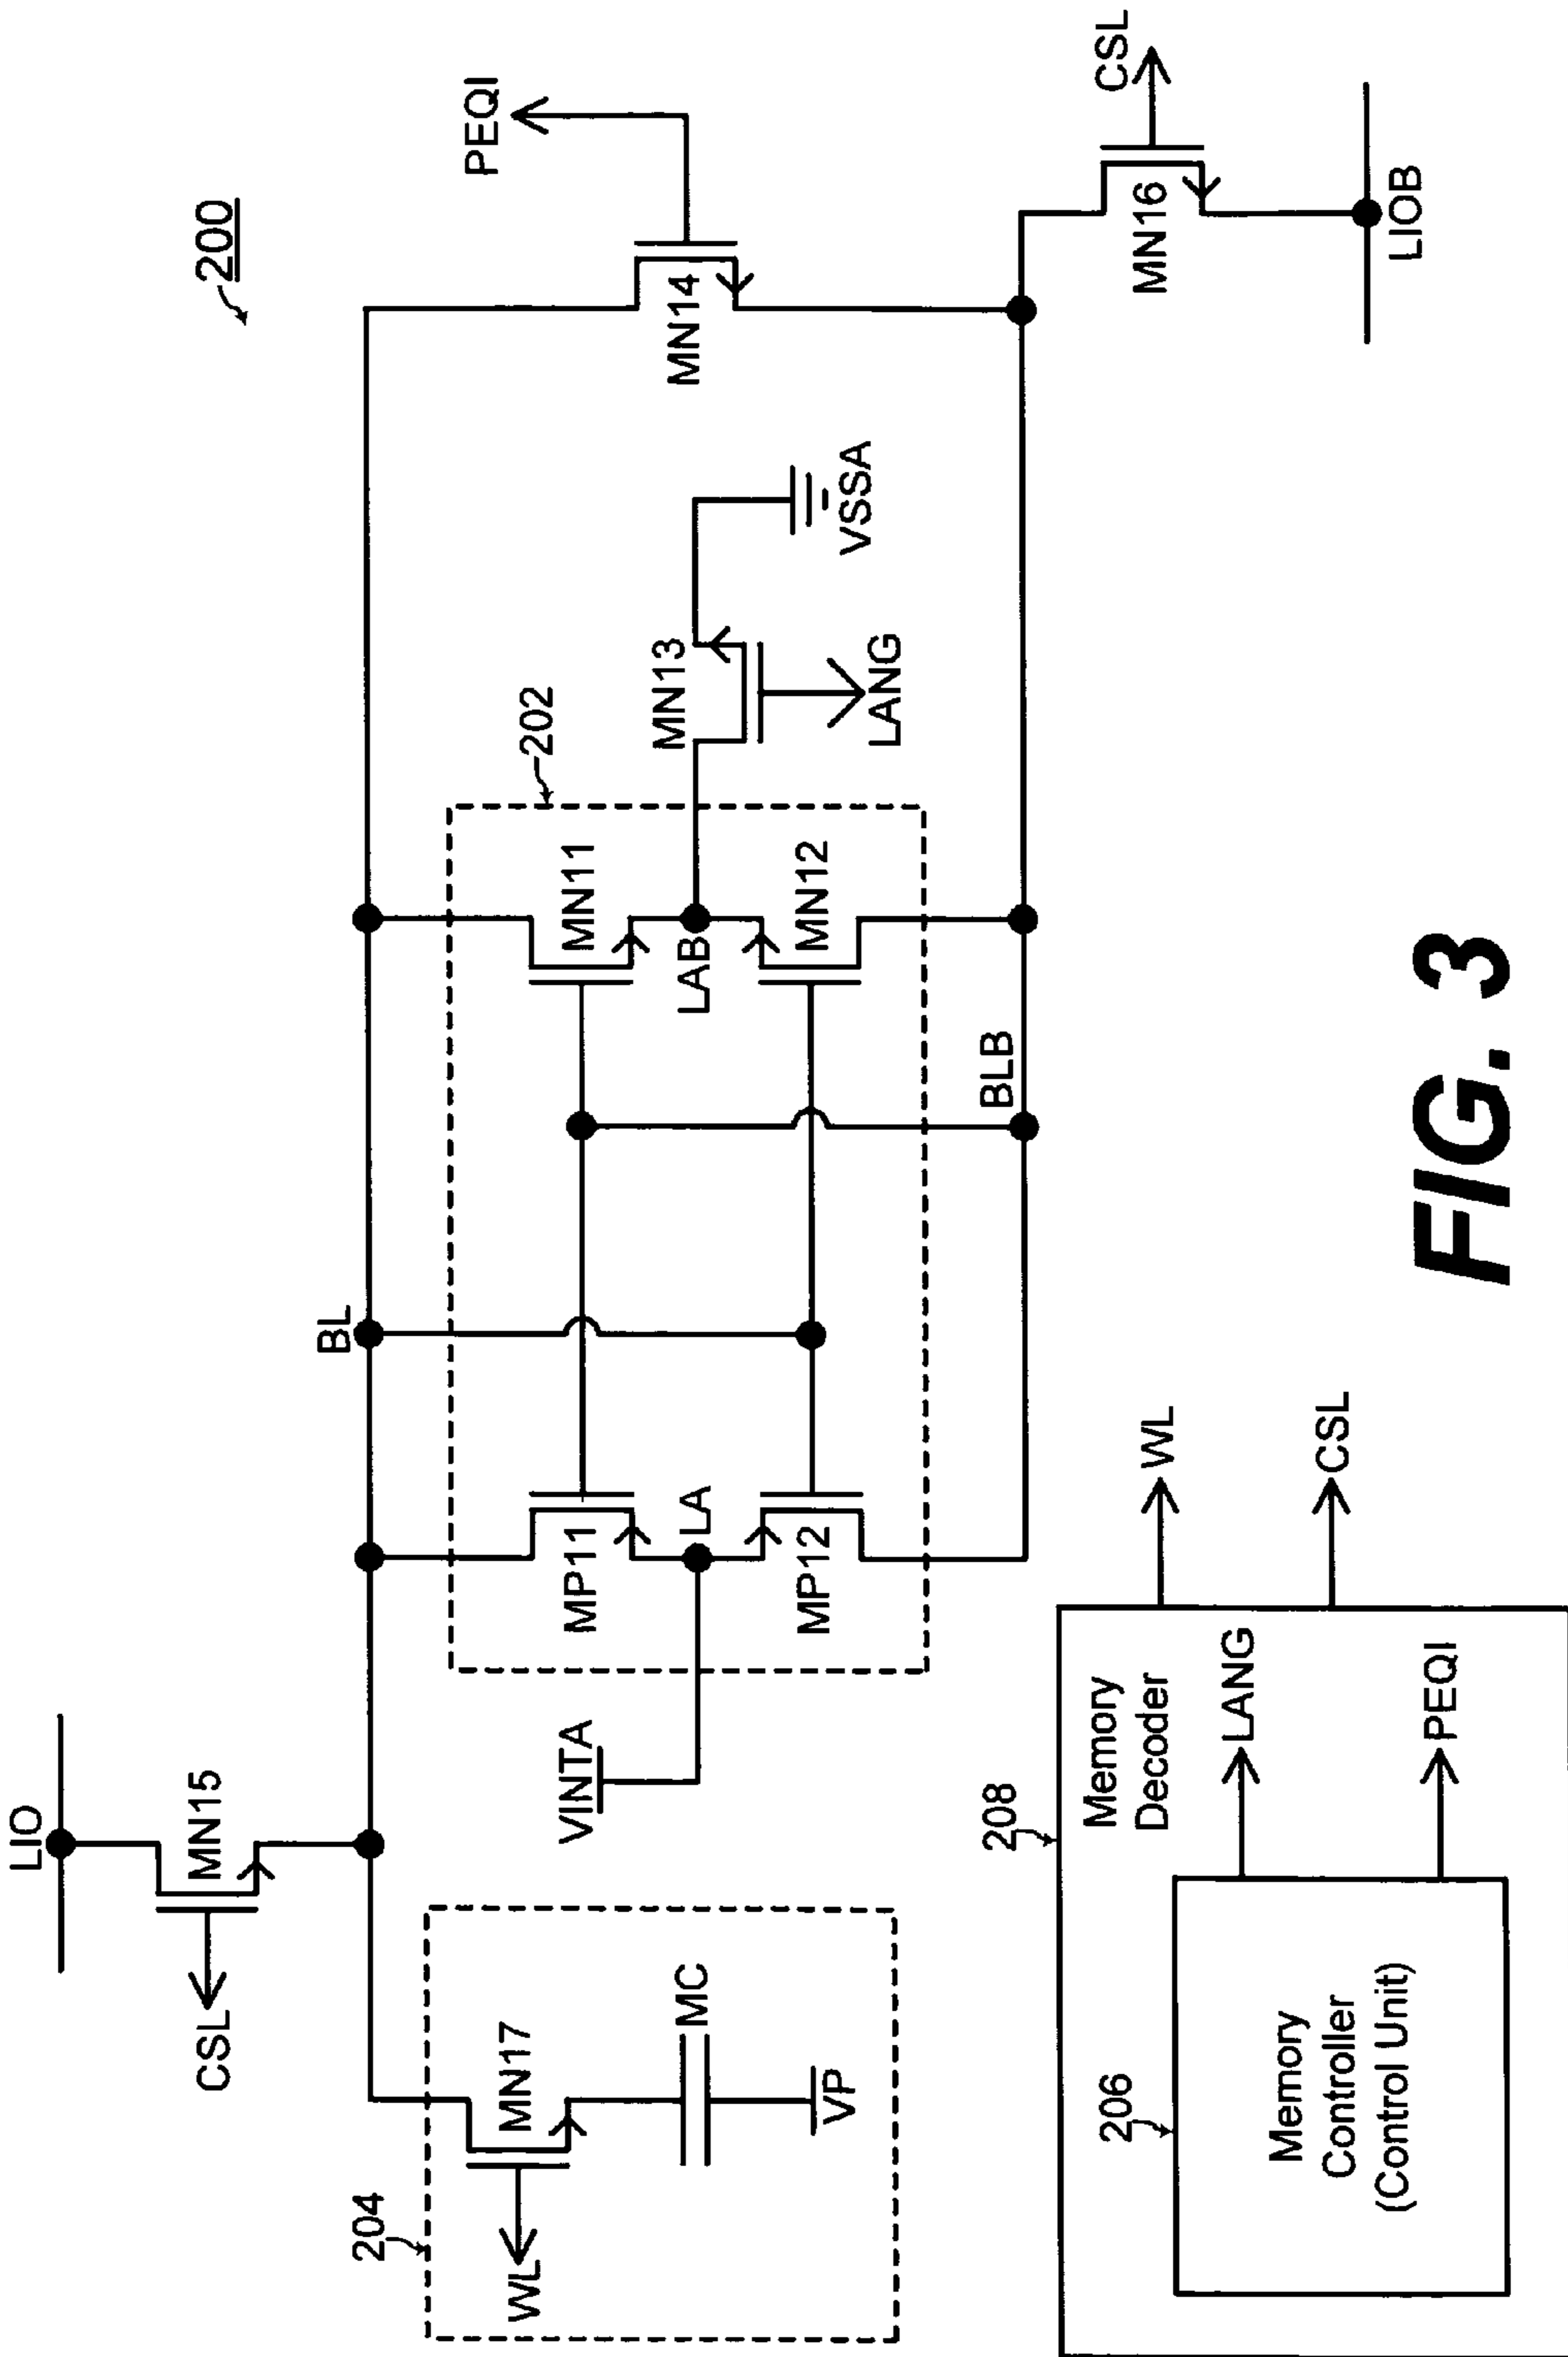 200
LIO
CSL
MN15
BL
PEQI
MN14
CSL
MN16
LIOB
204
WL
MN17
MC
VP
VINTA
202
MP11
LA
MP12
MN11
LAB
MN12
BLB
MN13
LANG
VSSA
208
Memory
Decoder
WL
CSL
206
Memory
Controller
(Control Unit)
LANG
PEQI
FIG. 3